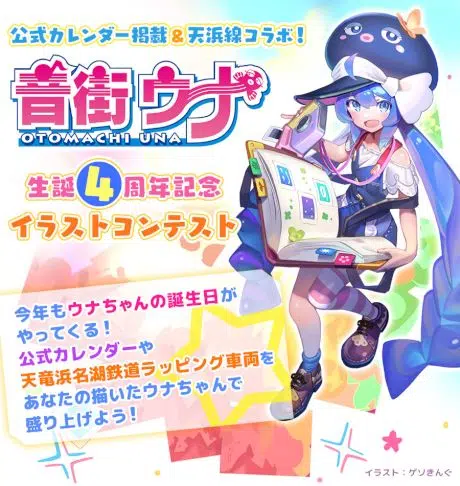 公式カレンダー掲載&天浜線コラボ!
音街ウナ
OTOMACHI UNA
生誕4周年記念
イラストコンテスト
今年もウナちゃんの誕生日が
やってくる!
公式カレンダーや
天竜浜名湖鉄道ラッピング車両を
あなたの描いたウナちゃんで
盛り上げよう!
イラスト:ゲソきんぐ